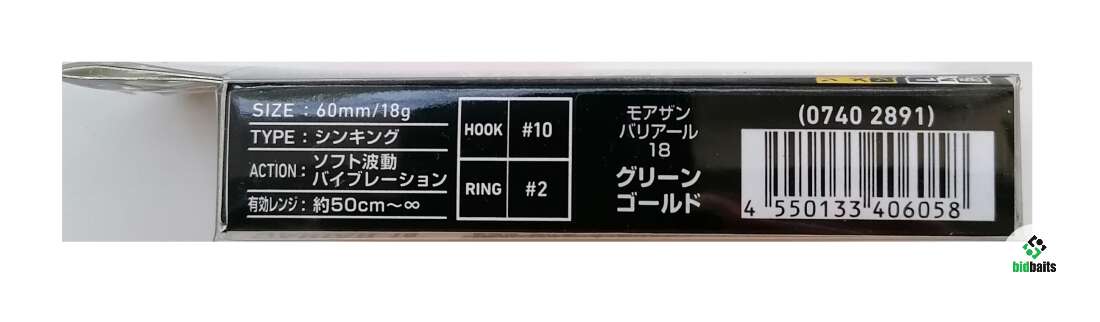 SIZE : 60mm/18g
TYPE : シンキング
ACTION : ソフト波動
バイブレーション
有効レンジ : 約50cm～∞
HOOK #10
RING #2
モアザン
バリアール
18
グリーン
ゴールド
(0740 2891)
4 550133 406058
bidbaits